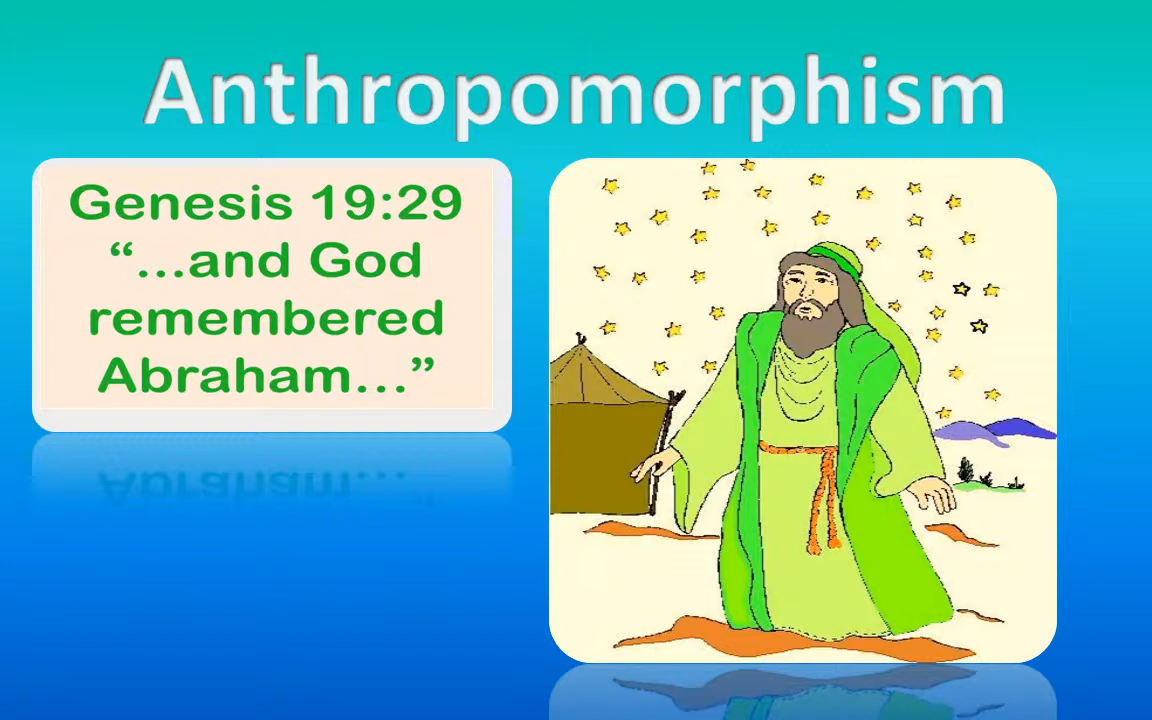 Anthropomorphism
Genesis 19:29
“...and God
remembered
Abraham...”